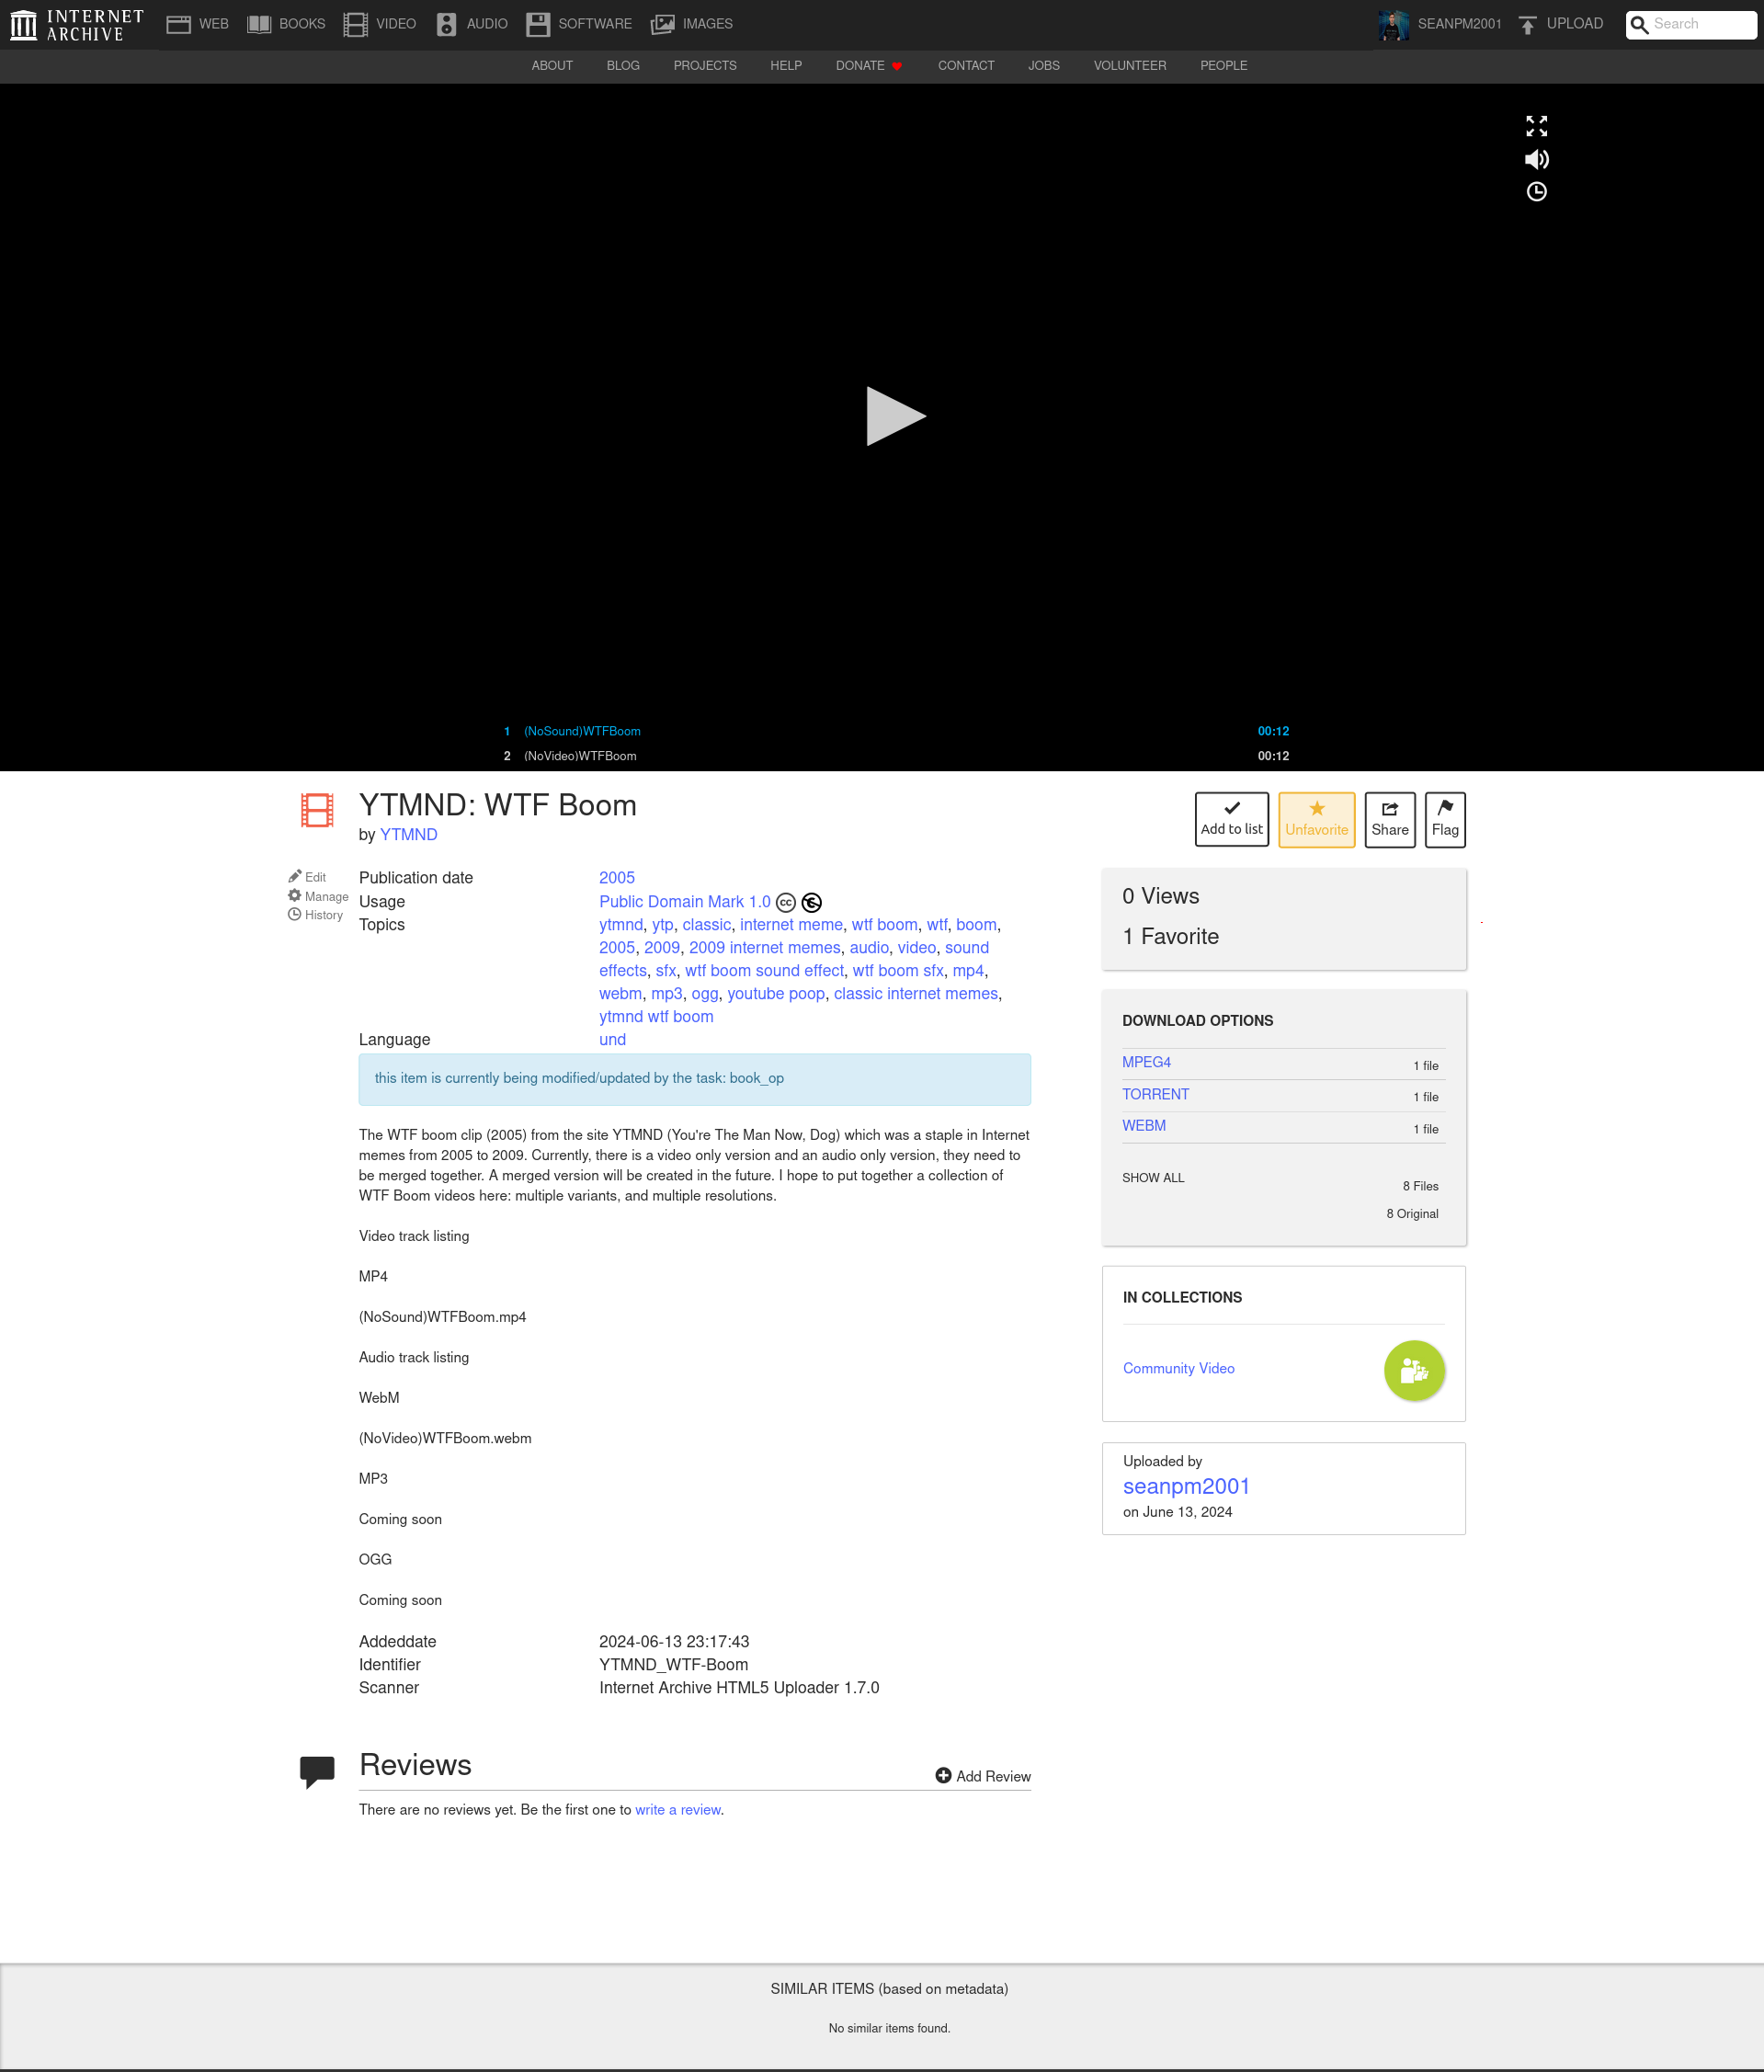 INTERNET ARCHIVE
WEB BOOKS VIDEO AUDIO SOFTWARE IMAGES SEANPM2001 UPLOAD Search
ABOUT BLOG PROJECTS HELP DONATE CONTACT JOBS VOLUNTEER PEOPLE
1 (NoSound)WTFBoom 00:12
2 (NoVideo)WTFBoom 00:12
YTMND: WTF Boom
by YTMND
Add to list Unfavorite Share Flag
Edit
Manage
History
Publication date 2005
Usage Public Domain Mark 1.0 cc
Topics ytmnd, ytp, classic, internet meme, wtf boom, wtf, boom,
2005, 2009, 2009 internet memes, audio, video, sound
effects, sfx, wtf boom sound effect, wtf boom sfx, mp4,
webm, mp3, ogg, youtube poop, classic internet memes,
ytmnd wtf boom
Language und
this item is currently being modified/updated by the task: book_op
The WTF boom clip (2005) from the site YTMND (You're The Man Now, Dog) which was a staple in Internet
memes from 2005 to 2009. Currently, there is a video only version and an audio only version, they need to
be merged together. A merged version will be created in the future. I hope to put together a collection of
WTF Boom videos here: multiple variants, and multiple resolutions.
Video track listing
MP4
(NoSound)WTFBoom.mp4
Audio track listing
WebM
(NoVideo)WTFBoom.webm
MP3
Coming soon
OGG
Coming soon
Addeddate 2024-06-13 23:17:43
Identifier YTMND_WTF-Boom
Scanner Internet Archive HTML5 Uploader 1.7.0
0 Views
1 Favorite
DOWNLOAD OPTIONS
MPEG4 1 file
TORRENT 1 file
WEBM 1 file
SHOW ALL 8 Files
8 Original
IN COLLECTIONS
Community Video
Uploaded by
seanpm2001
on June 13, 2024
Reviews
Add Review
There are no reviews yet. Be the first one to write a review.
SIMILAR ITEMS (based on metadata)
No similar items found.